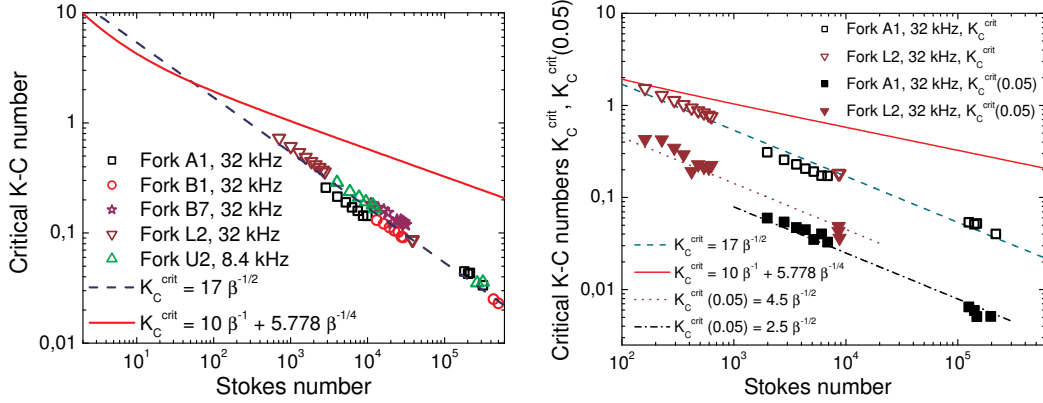 Critical K-C number
10
1
0,1
0,01
10¹
10²
10³
10⁴
10⁵
Stokes number
Fork A1, 32 kHz
Fork B1, 32 kHz
Fork B7, 32 kHz
Fork L2, 32 kHz
Fork U2, 8.4 kHz
K_C^crit = 17 β^-1/2
K_C^crit = 10 β^-1 + 5.778 β^-1/4
Critical K-C numbers K_C^crit, K_C^crit(0.05)
10
1
0,1
0,01
10²
10³
10⁴
10⁵
Stokes number
Fork A1, 32 kHz, K_C^crit
Fork L2, 32 kHz, K_C^crit
Fork A1, 32 kHz, K_C^crit(0.05)
Fork L2, 32 kHz, K_C^crit(0.05)
K_C^crit = 17 β^-1/2
K_C^crit = 10 β^-1 + 5.778 β^-1/4
K_C^crit (0.05) = 4.5 β^-1/2
K_C^crit (0.05) = 2.5 β^-1/2